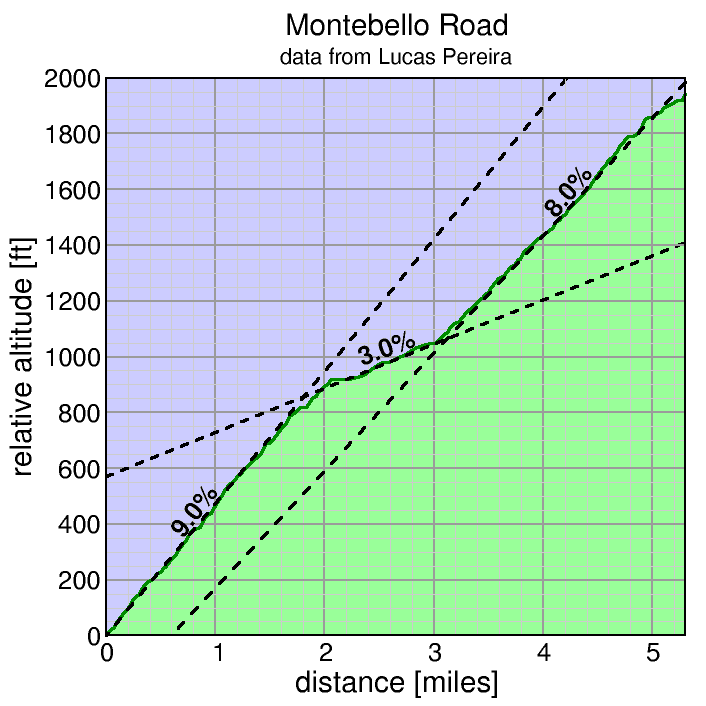 Montebello Road
data from Lucas Pereira
relative altitude [ft]
2000
1800
1600
1400
1200
1000
800
600
400
200
0
8.0%
3.0%
9.0%
0 1 2 3 4 5
distance [miles]